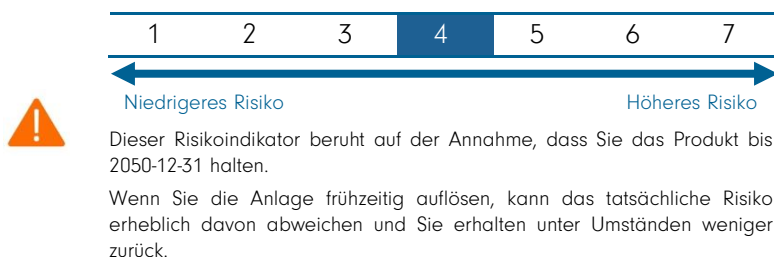 1 2 3 4 5 6 7
Niedrigeres Risiko Höheres Risiko
Dieser Risikoindikator beruht auf der Annahme, dass Sie das Produkt bis
2050-12-31 halten.
Wenn Sie die Anlage frühzeitig auflösen, kann das tatsächliche Risiko
erheblich davon abweichen und Sie erhalten unter Umständen weniger
zurück.